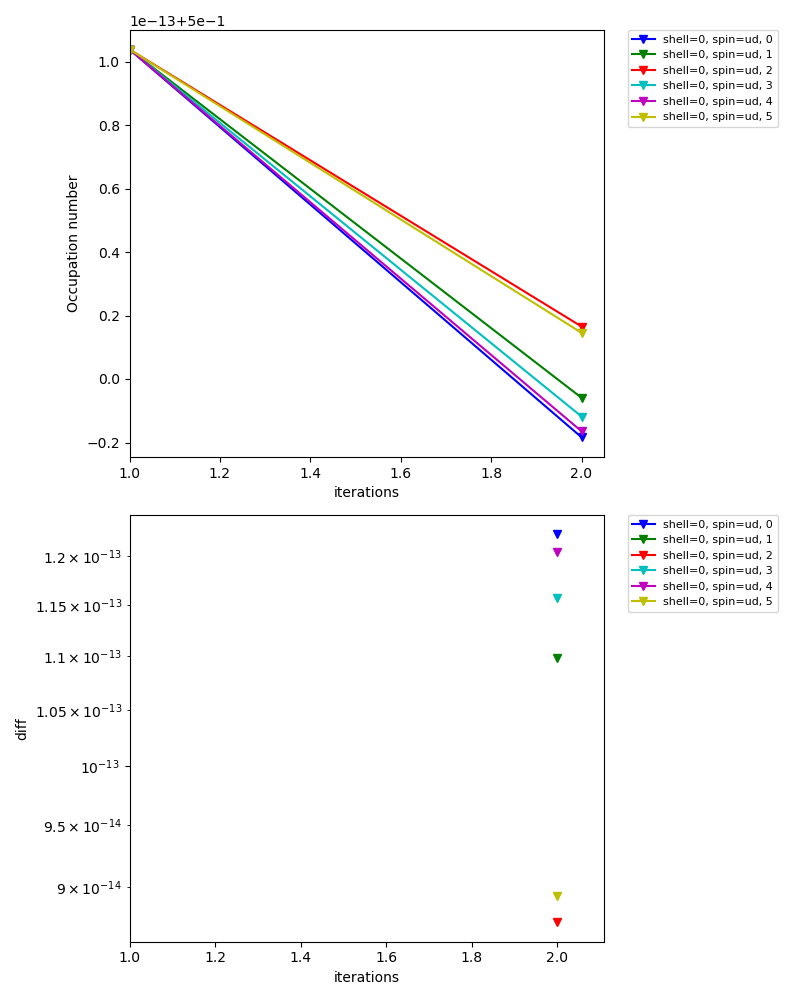 1e−13+5e−1
1.0
0.8
0.6
0.4
0.2
0.0
−0.2
Occupation number
1.0 1.2 1.4 1.6 1.8 2.0
iterations
shell=0, spin=ud, 0
shell=0, spin=ud, 1
shell=0, spin=ud, 2
shell=0, spin=ud, 3
shell=0, spin=ud, 4
shell=0, spin=ud, 5
1.2 × 10⁻¹³
1.15 × 10⁻¹³
1.1 × 10⁻¹³
1.05 × 10⁻¹³
10⁻¹³
9.5 × 10⁻¹⁴
9 × 10⁻¹⁴
diff
1.0 1.2 1.4 1.6 1.8 2.0
iterations
shell=0, spin=ud, 0
shell=0, spin=ud, 1
shell=0, spin=ud, 2
shell=0, spin=ud, 3
shell=0, spin=ud, 4
shell=0, spin=ud, 5